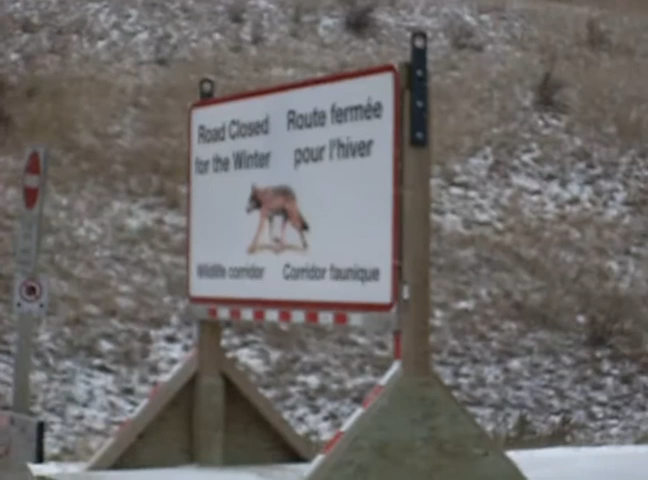 Road Closed
for the Winter
Route fermée
pour l'hiver
Wildlife corridor
Corridor faunique